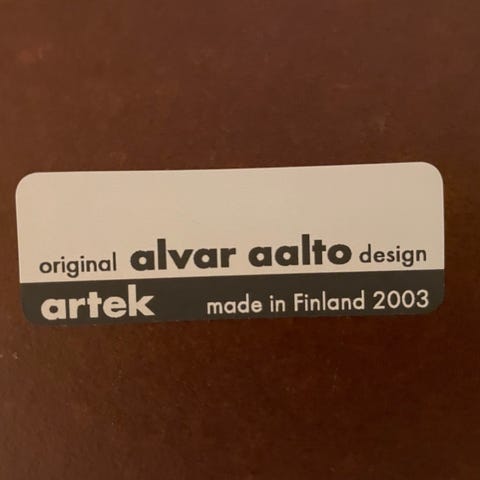 original alvar aalto design
artek made in Finland 2003